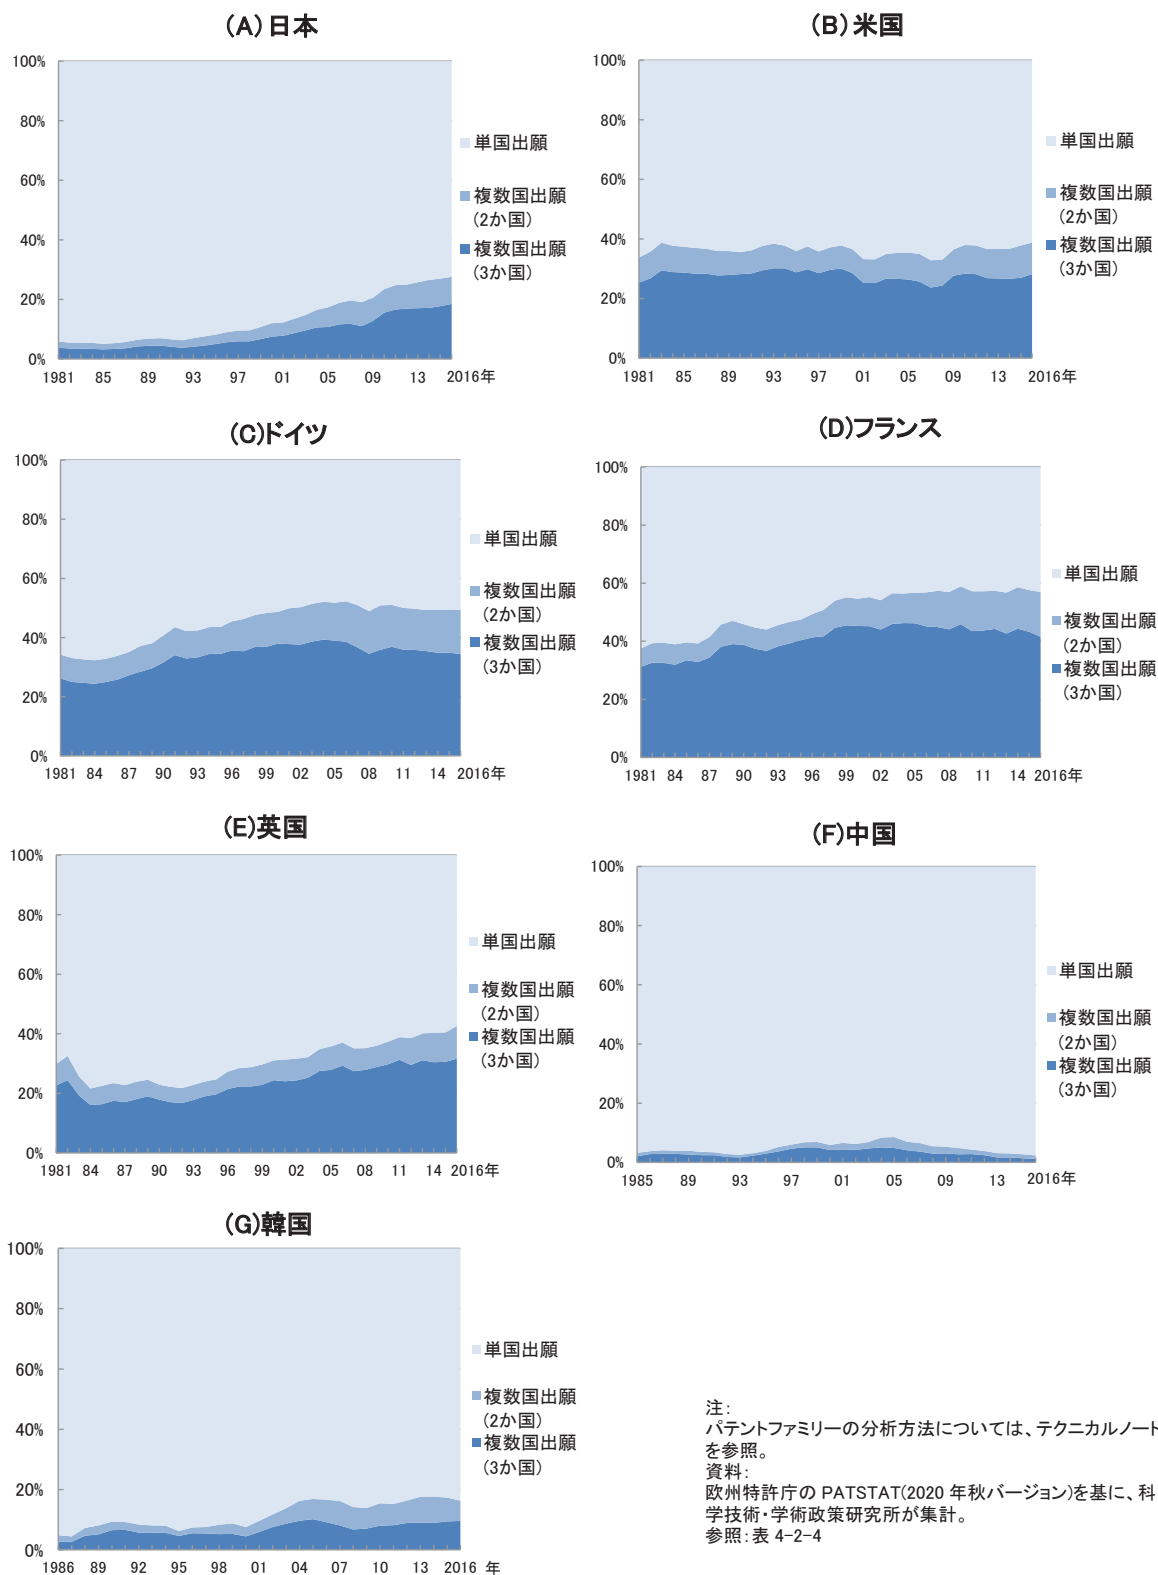 (A)日本
100%
80%
60%
40%
20%
0%
1981 85 89 93 97 01 05 09 13 2016年
単国出願
複数国出願
(2か国)
複数国出願
(3か国)
(B)米国
100%
80%
60%
40%
20%
0%
1981 85 89 93 97 01 05 09 13 2016年
単国出願
複数国出願
(2か国)
複数国出願
(3か国)
(C)ドイツ
100%
80%
60%
40%
20%
0%
1981 84 87 90 93 96 99 02 05 08 11 14 2016年
単国出願
複数国出願
(2か国)
複数国出願
(3か国)
(D)フランス
100%
80%
60%
40%
20%
0%
1981 84 87 90 93 96 99 02 05 08 11 14 2016年
単国出願
複数国出願
(2か国)
複数国出願
(3か国)
(E)英国
100%
80%
60%
40%
20%
0%
1981 84 87 90 93 96 99 02 05 08 11 14 2016年
単国出願
複数国出願
(2か国)
複数国出願
(3か国)
(F)中国
100%
80%
60%
40%
20%
0%
1985 89 93 97 01 05 09 13 2016年
単国出願
複数国出願
(2か国)
複数国出願
(3か国)
(G)韓国
100%
80%
60%
40%
20%
0%
1986 89 92 95 98 01 04 07 10 13 2016 年
単国出願
複数国出願
(2か国)
複数国出願
(3か国)
注:
パテントファミリーの分析方法については、テクニカルノート
を参照。
資料:
欧州特許庁の PATSTAT(2020 年秋バージョン)を基に、科
学技術・学術政策研究所が集計。
参照:表 4-2-4